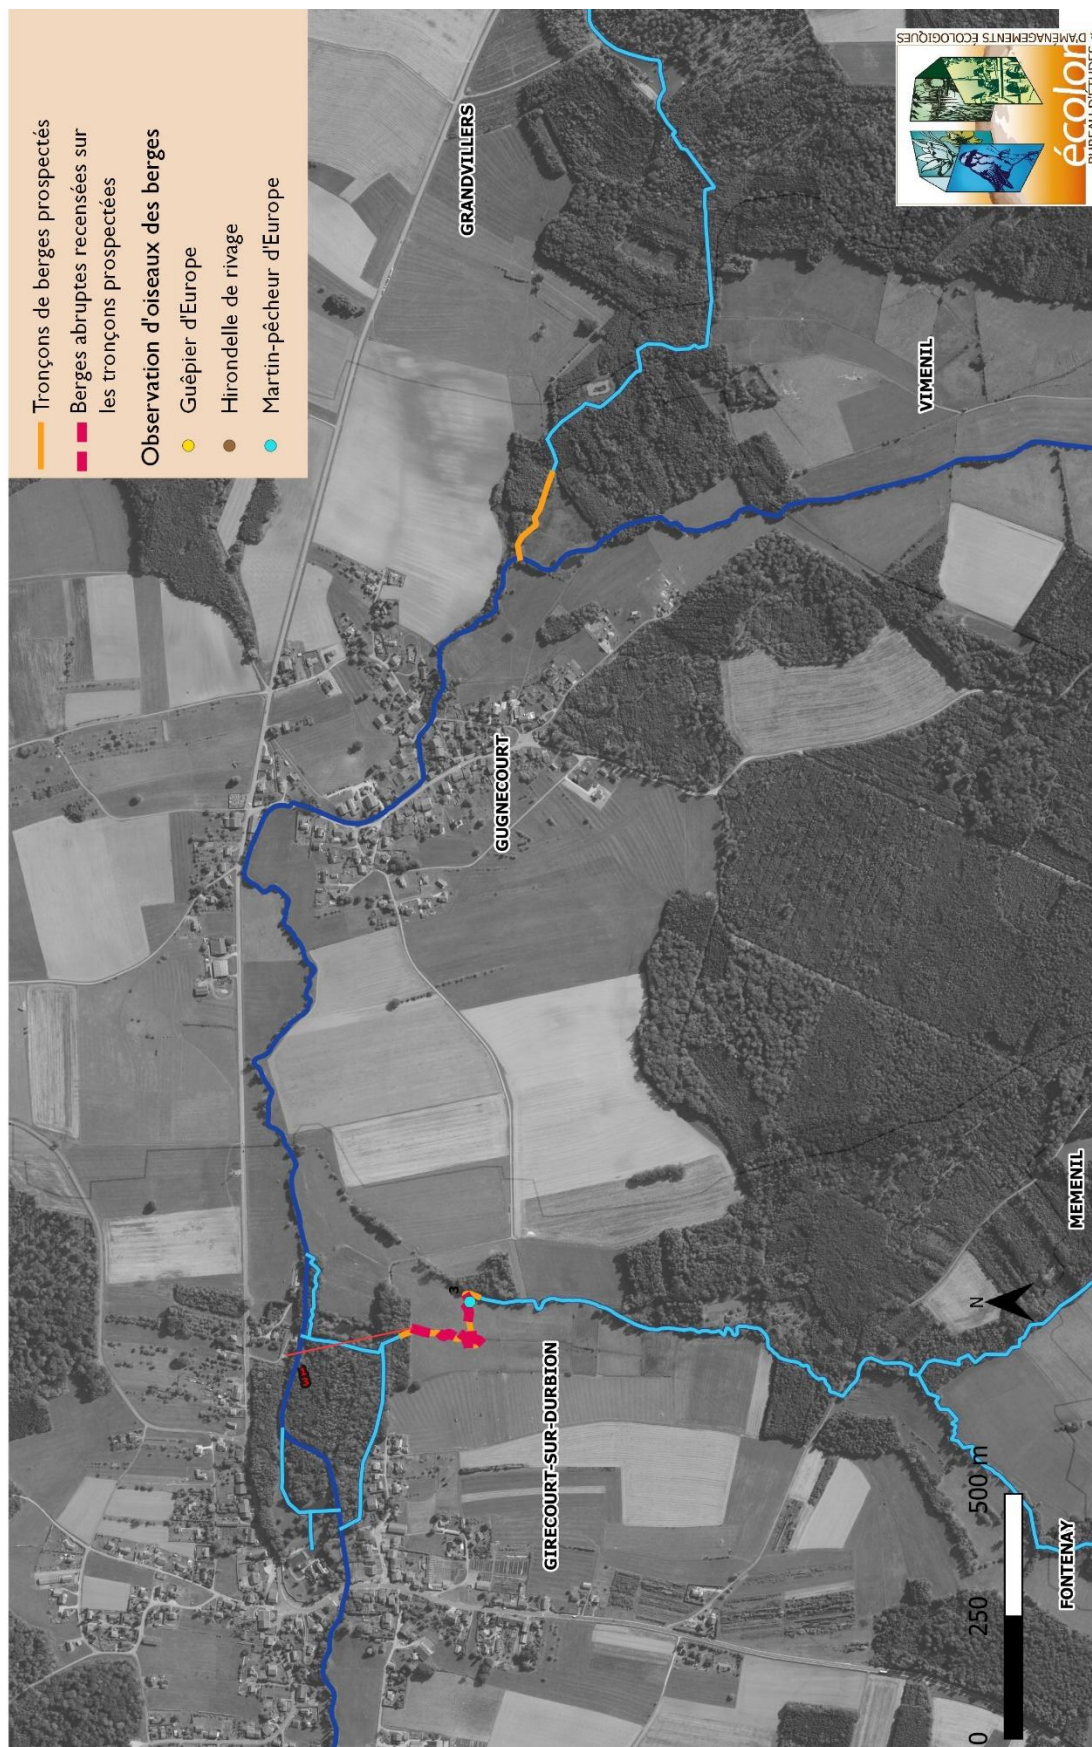 Tronçons de berges prospectés
Berges abruptes recensées sur
les tronçons prospectées
Observation d'oiseaux des berges
Guêpier d'Europe
Hirondelle de rivage
Martin-pêcheur d'Europe
GRANDVILLERS
VIMENIL
GUGNECOURT
GIRECOURT-SUR-DURBION
MEMENIL
FONTENAY
3
N
0
250
500 m
écolor
D'AMÉNAGEMENTS ÉCOLOGIQUES